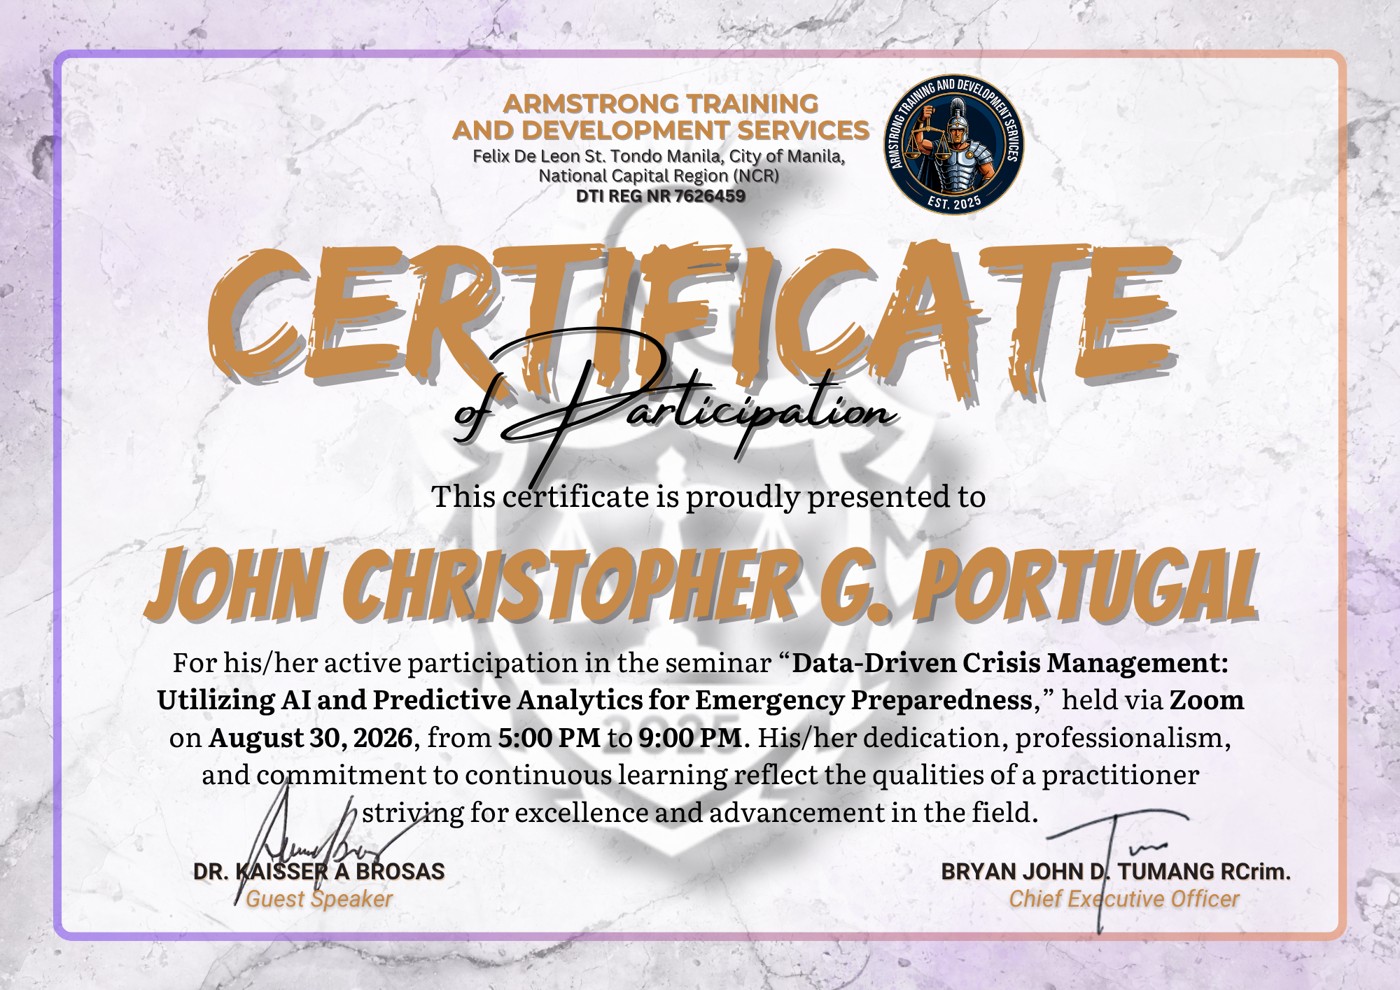 ARMSTRONG TRAINING
AND DEVELOPMENT SERVICES
Felix De Leon St. Tondo Manila, City of Manila,
National Capital Region (NCR)
DTI REG NR 7626459
ARMSTRONG TRAINING AND DEVELOPMENT SERVICES
EST. 2025
CERTIFICATE
of Participation
This certificate is proudly presented to
JOHN CHRISTOPHER G. PORTUGAL
For his/her active participation in the seminar “Data-Driven Crisis Management:
Utilizing AI and Predictive Analytics for Emergency Preparedness,” held via Zoom
on August 30, 2026, from 5:00 PM to 9:00 PM. His/her dedication, professionalism,
and commitment to continuous learning reflect the qualities of a practitioner
striving for excellence and advancement in the field.
2025
DR. KAISSER A BROSAS
Guest Speaker
BRYAN JOHN D. TUMANG RCrim.
Chief Executive Officer